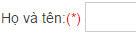 Họ và tên:(*)